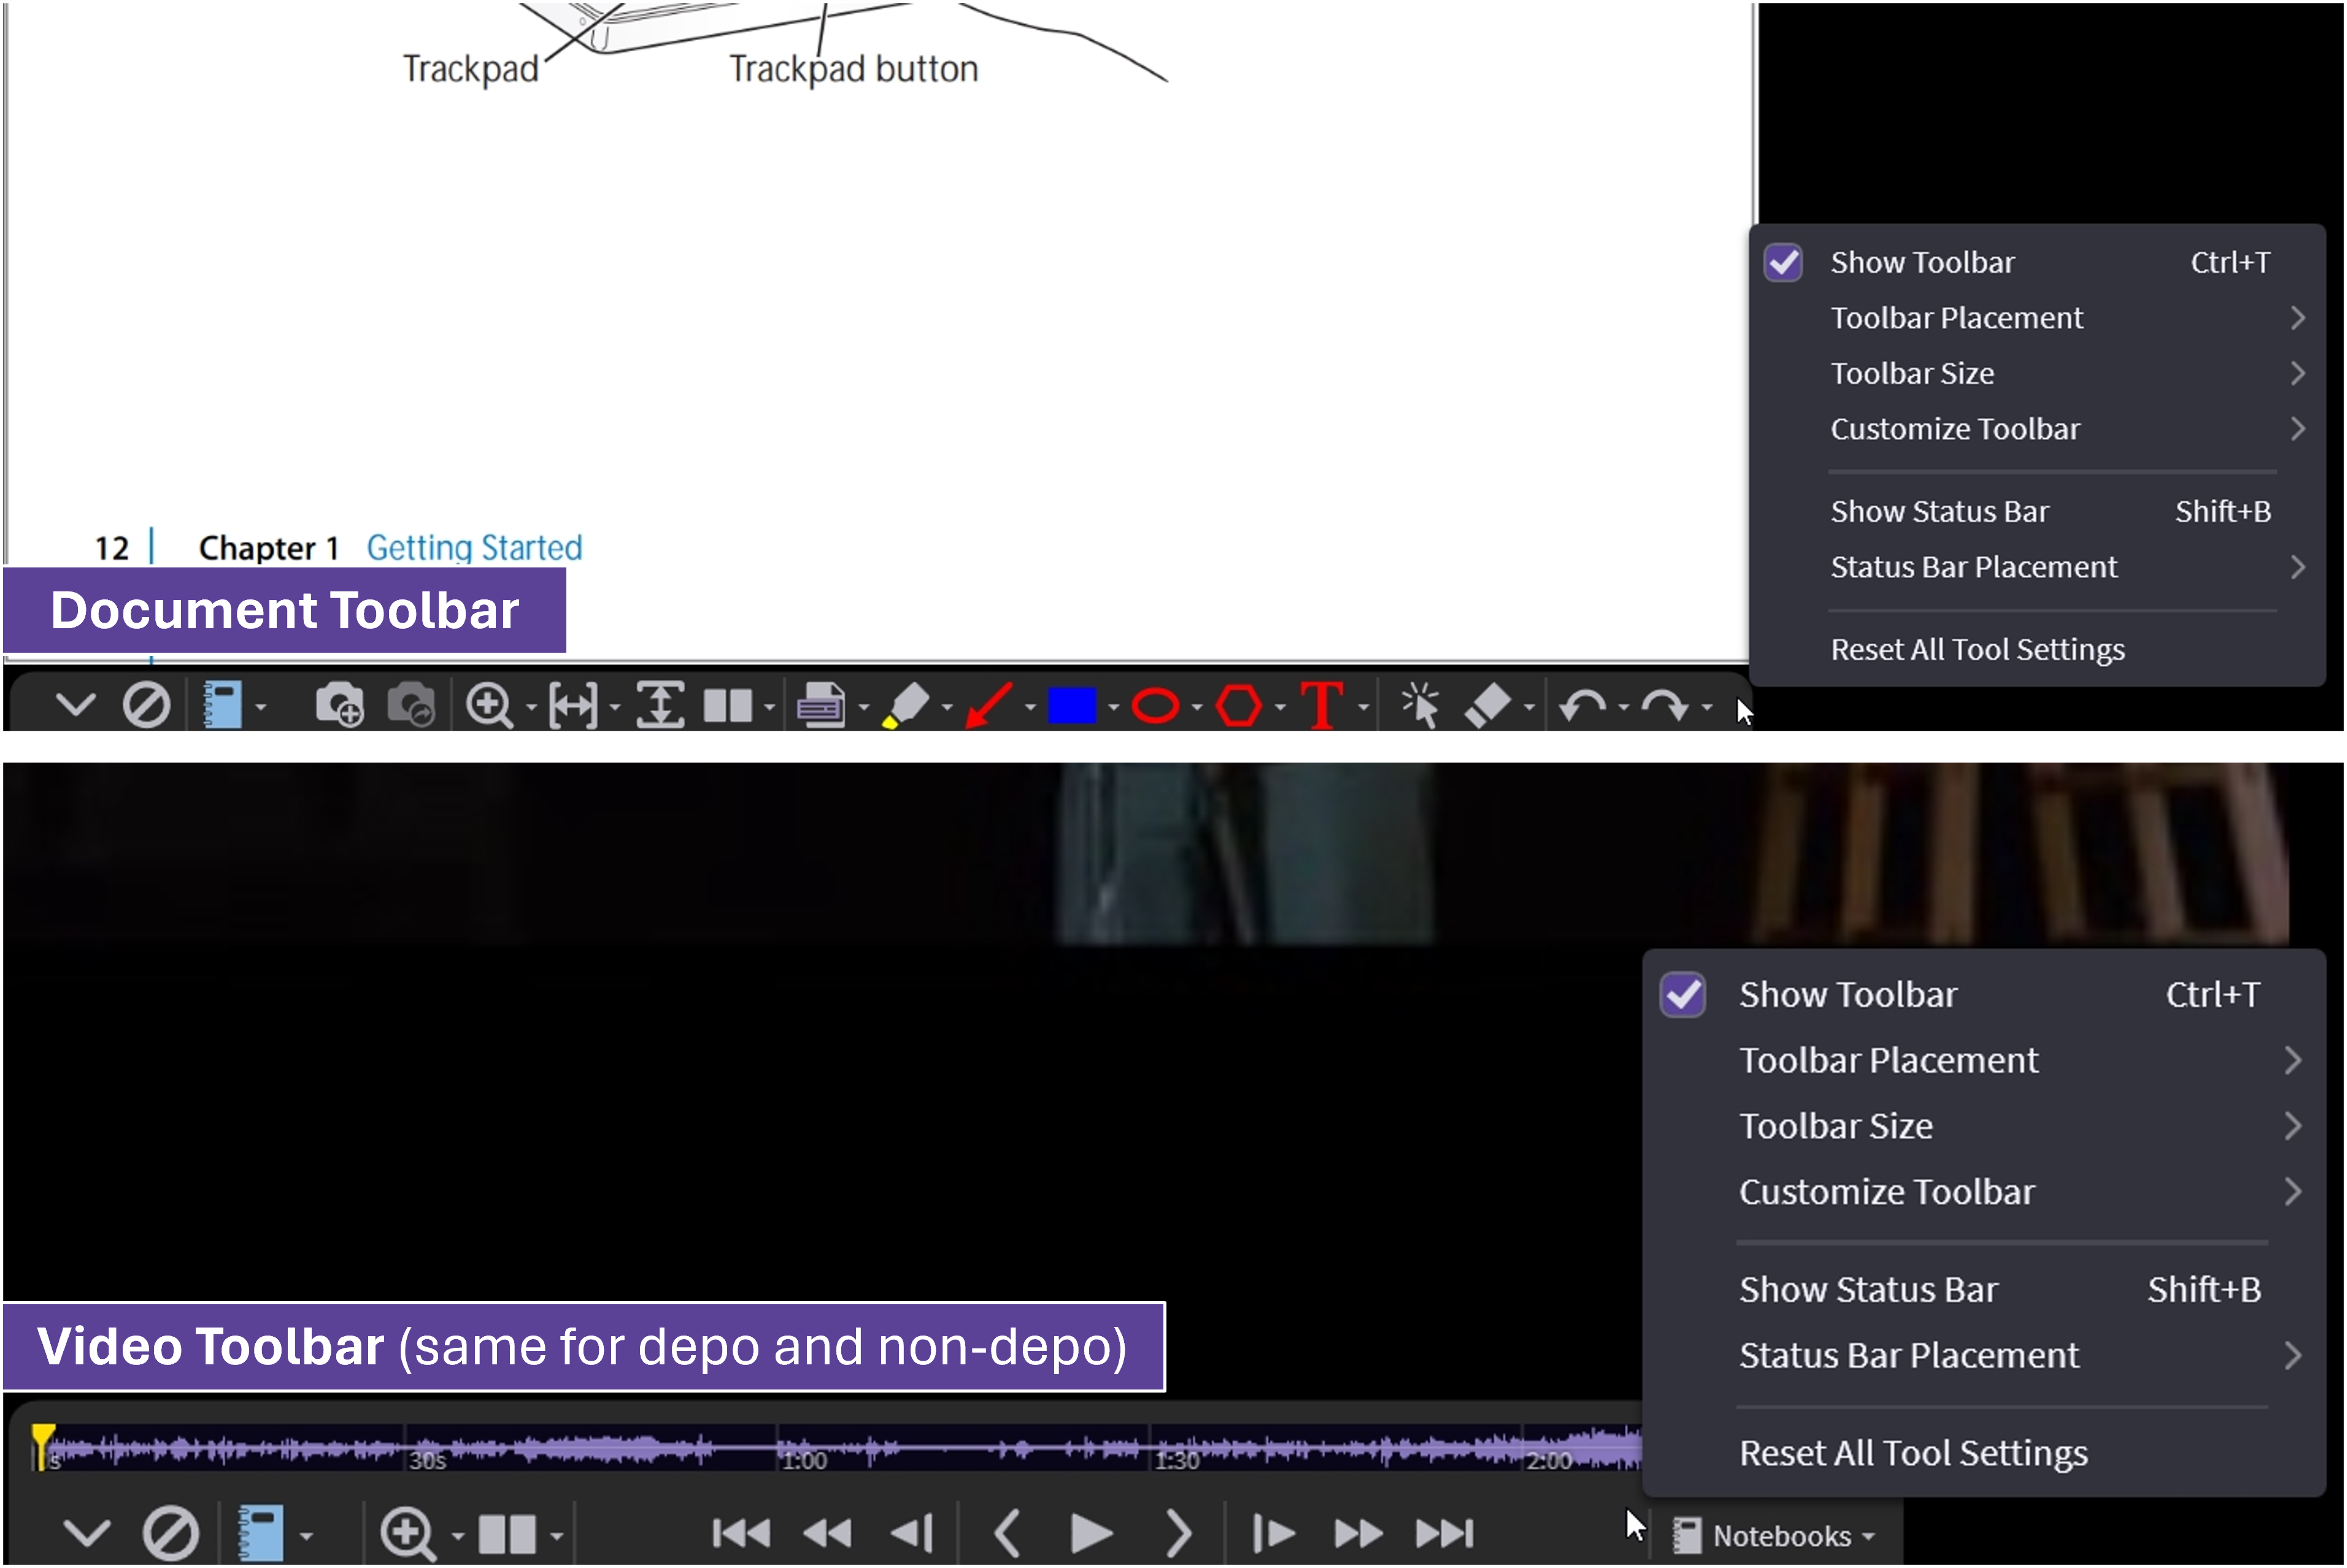 Trackpad Trackpad button
Show Toolbar Ctrl+T
Toolbar Placement
Toolbar Size
Customize Toolbar
Show Status Bar Shift+B
Status Bar Placement
Reset All Tool Settings
12 Chapter 1 Getting Started
Document Toolbar
T
Show Toolbar Ctrl+T
Toolbar Placement
Toolbar Size
Customize Toolbar
Show Status Bar Shift+B
Status Bar Placement
Reset All Tool Settings
Video Toolbar (same for depo and non-depo)
s 30s 1:00 1:30 2:00
Notebooks